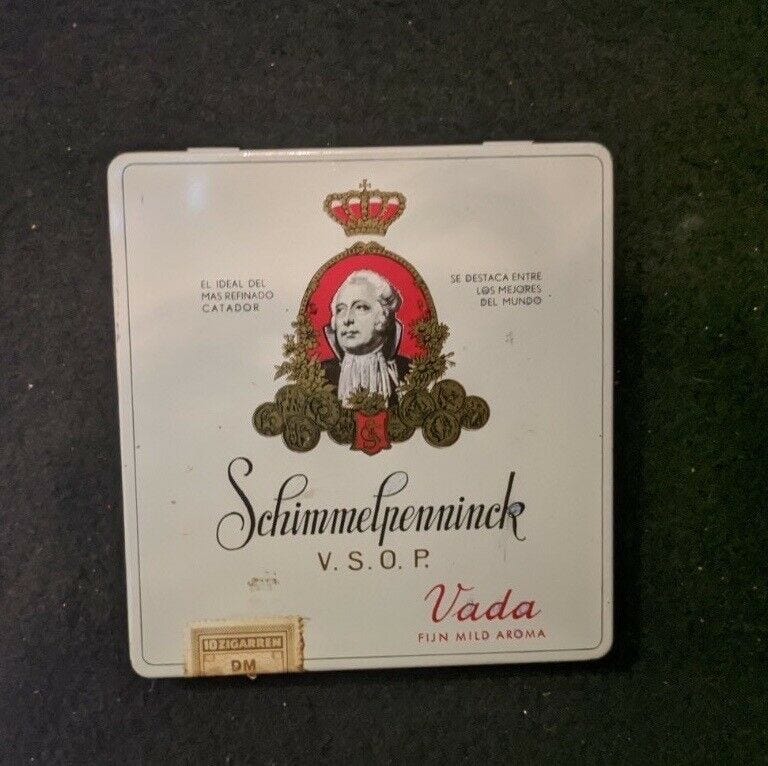 EL IDEAL DEL
MAS REFINADO
CATADOR
SE DESTACA ENTRE
LOS MEJORES
DEL MUNDO
Schimmelpenninck
V. S. O. P.
Vada
FIJN MILD AROMA
10 ZIGARREN
DM